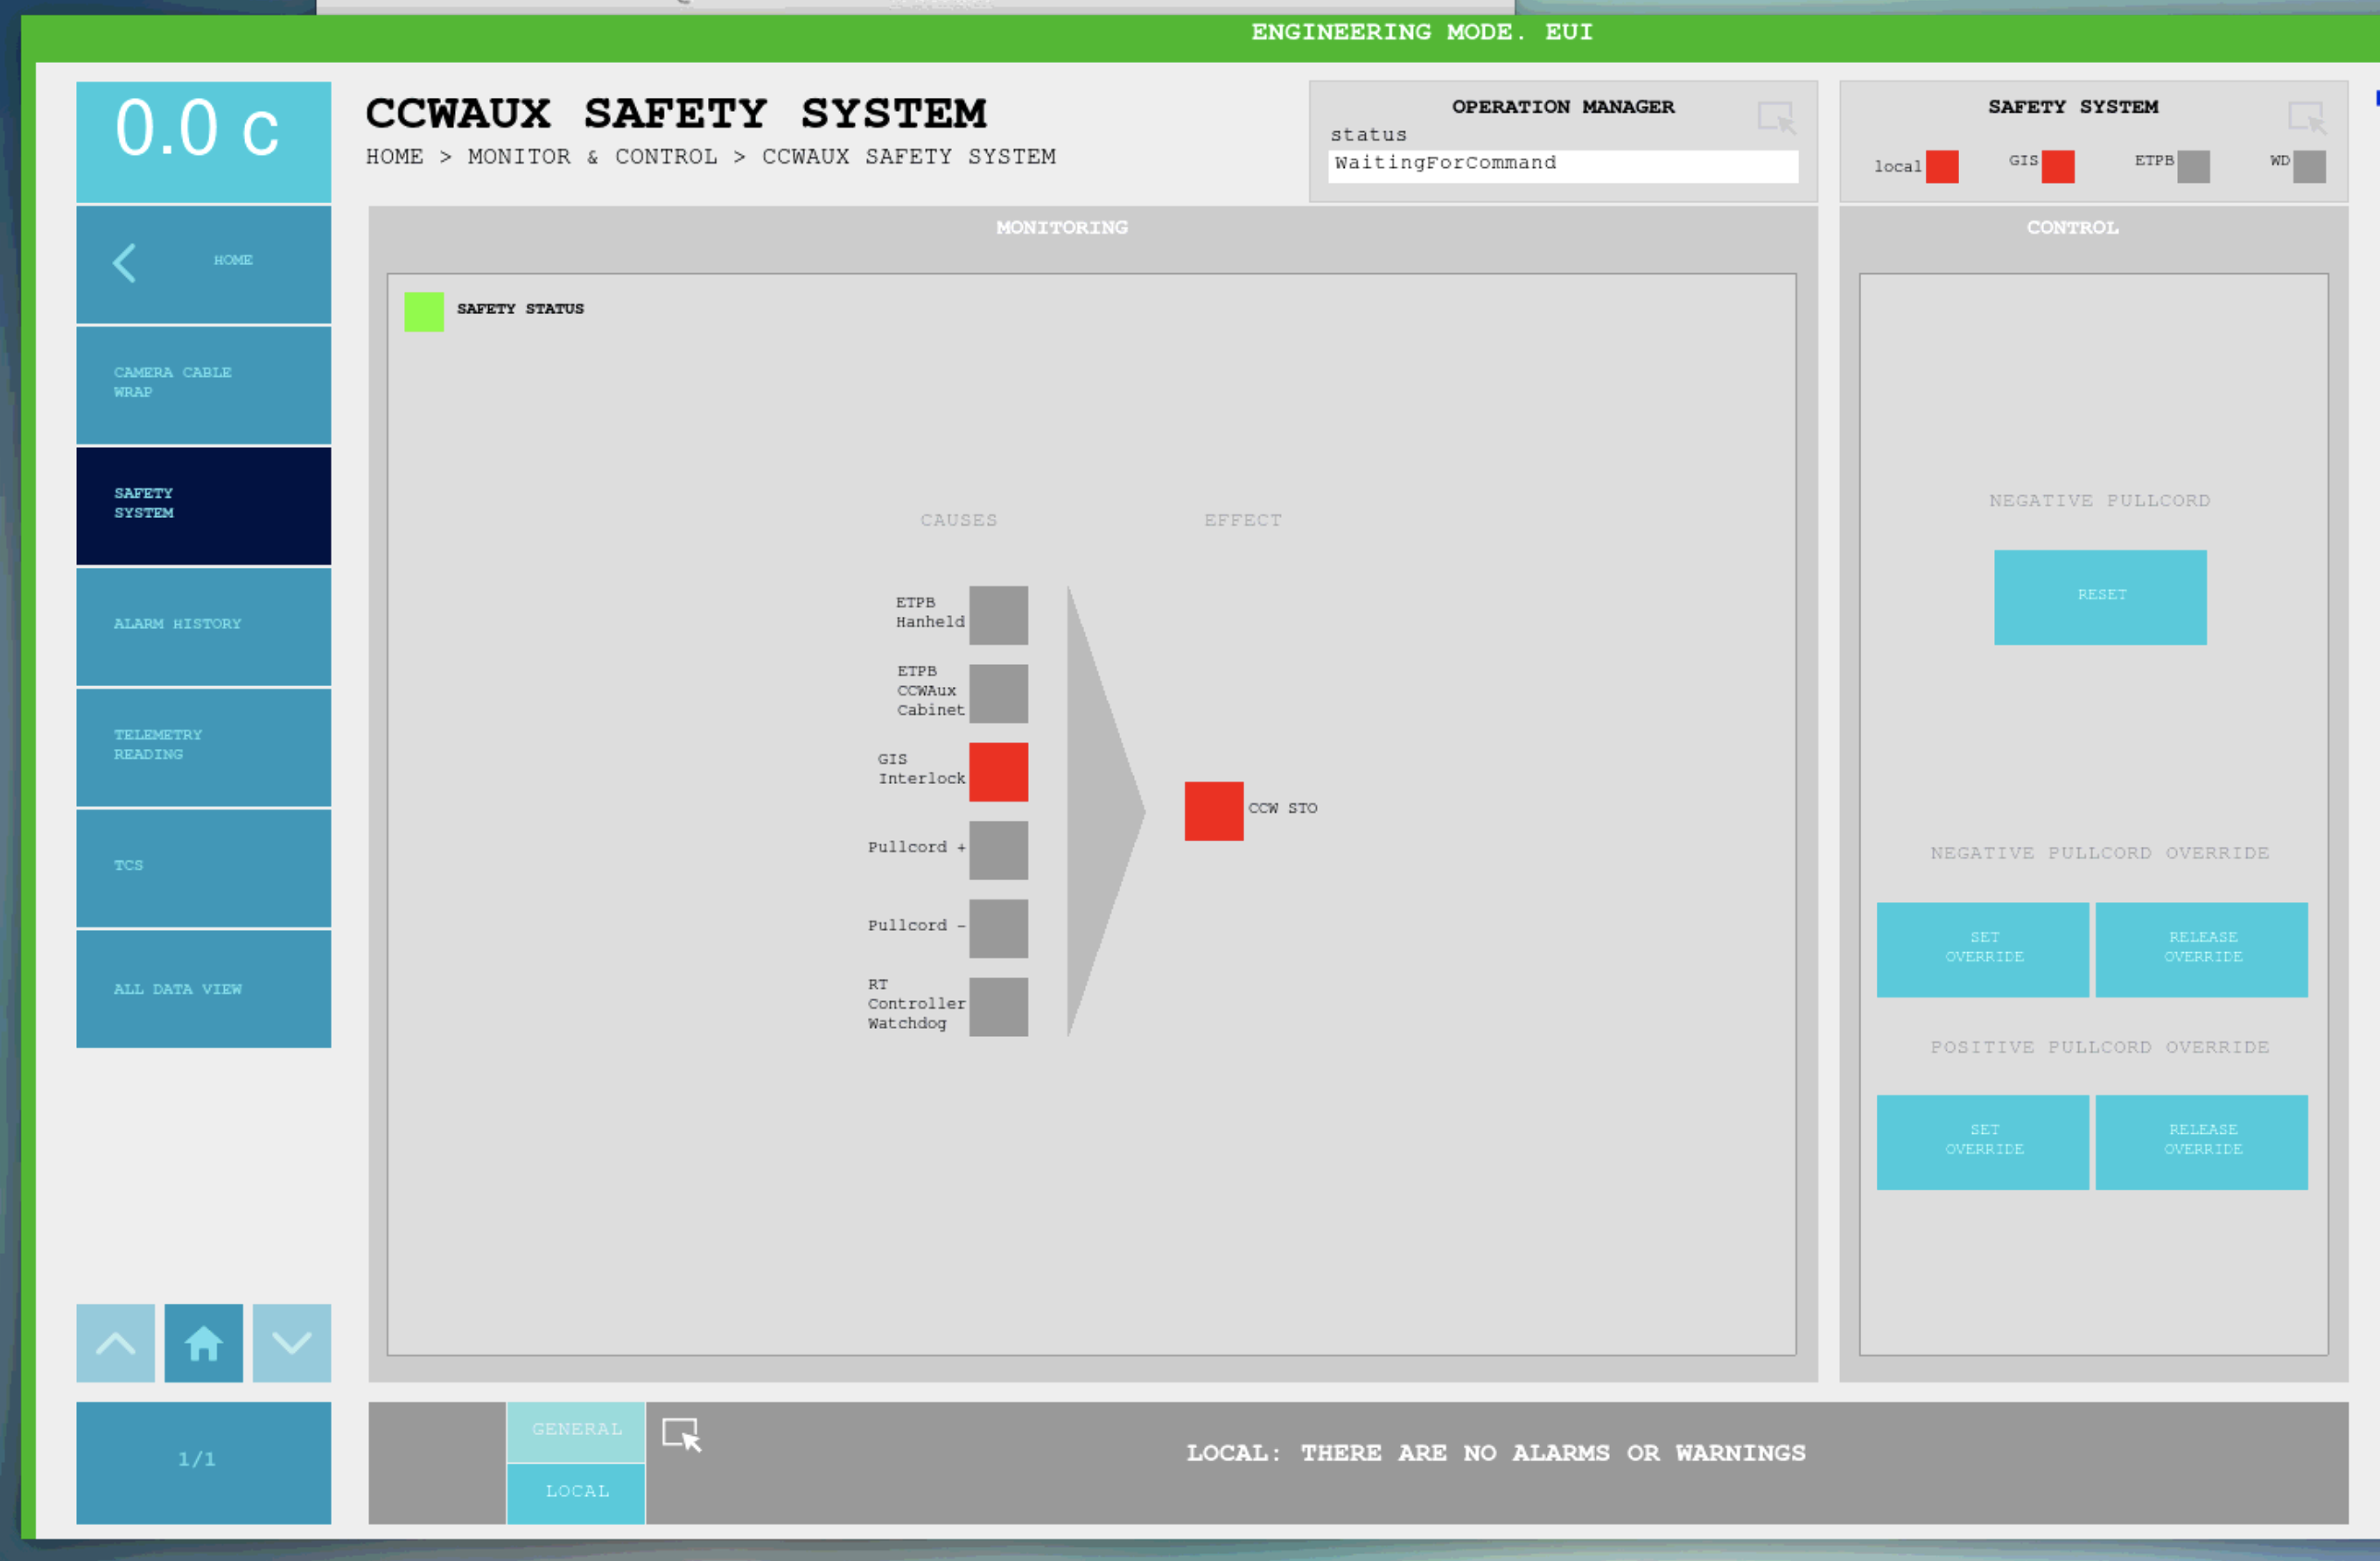 ENGINEERING MODE. EUI
0.0 c
CCWAUX SAFETY SYSTEM
HOME > MONITOR & CONTROL > CCWAUX SAFETY SYSTEM
OPERATION MANAGER
status
WaitingForCommand
SAFETY SYSTEM
local
GIS
ETPB
WD
HOME
CAMERA CABLE
WRAP
SAFETY
SYSTEM
ALARM HISTORY
TELEMETRY
READING
TCS
ALL DATA VIEW
1/1
MONITORING
SAFETY STATUS
CAUSES
EFFECT
ETPB
Hanheld
ETPB
CCWAux
Cabinet
GIS
Interlock
Pullcord +
Pullcord -
RT
Controller
Watchdog
CCW STO
CONTROL
NEGATIVE PULLCORD
RESET
NEGATIVE PULLCORD OVERRIDE
SET
OVERRIDE
RELEASE
OVERRIDE
POSITIVE PULLCORD OVERRIDE
SET
OVERRIDE
RELEASE
OVERRIDE
GENERAL
LOCAL
LOCAL: THERE ARE NO ALARMS OR WARNINGS